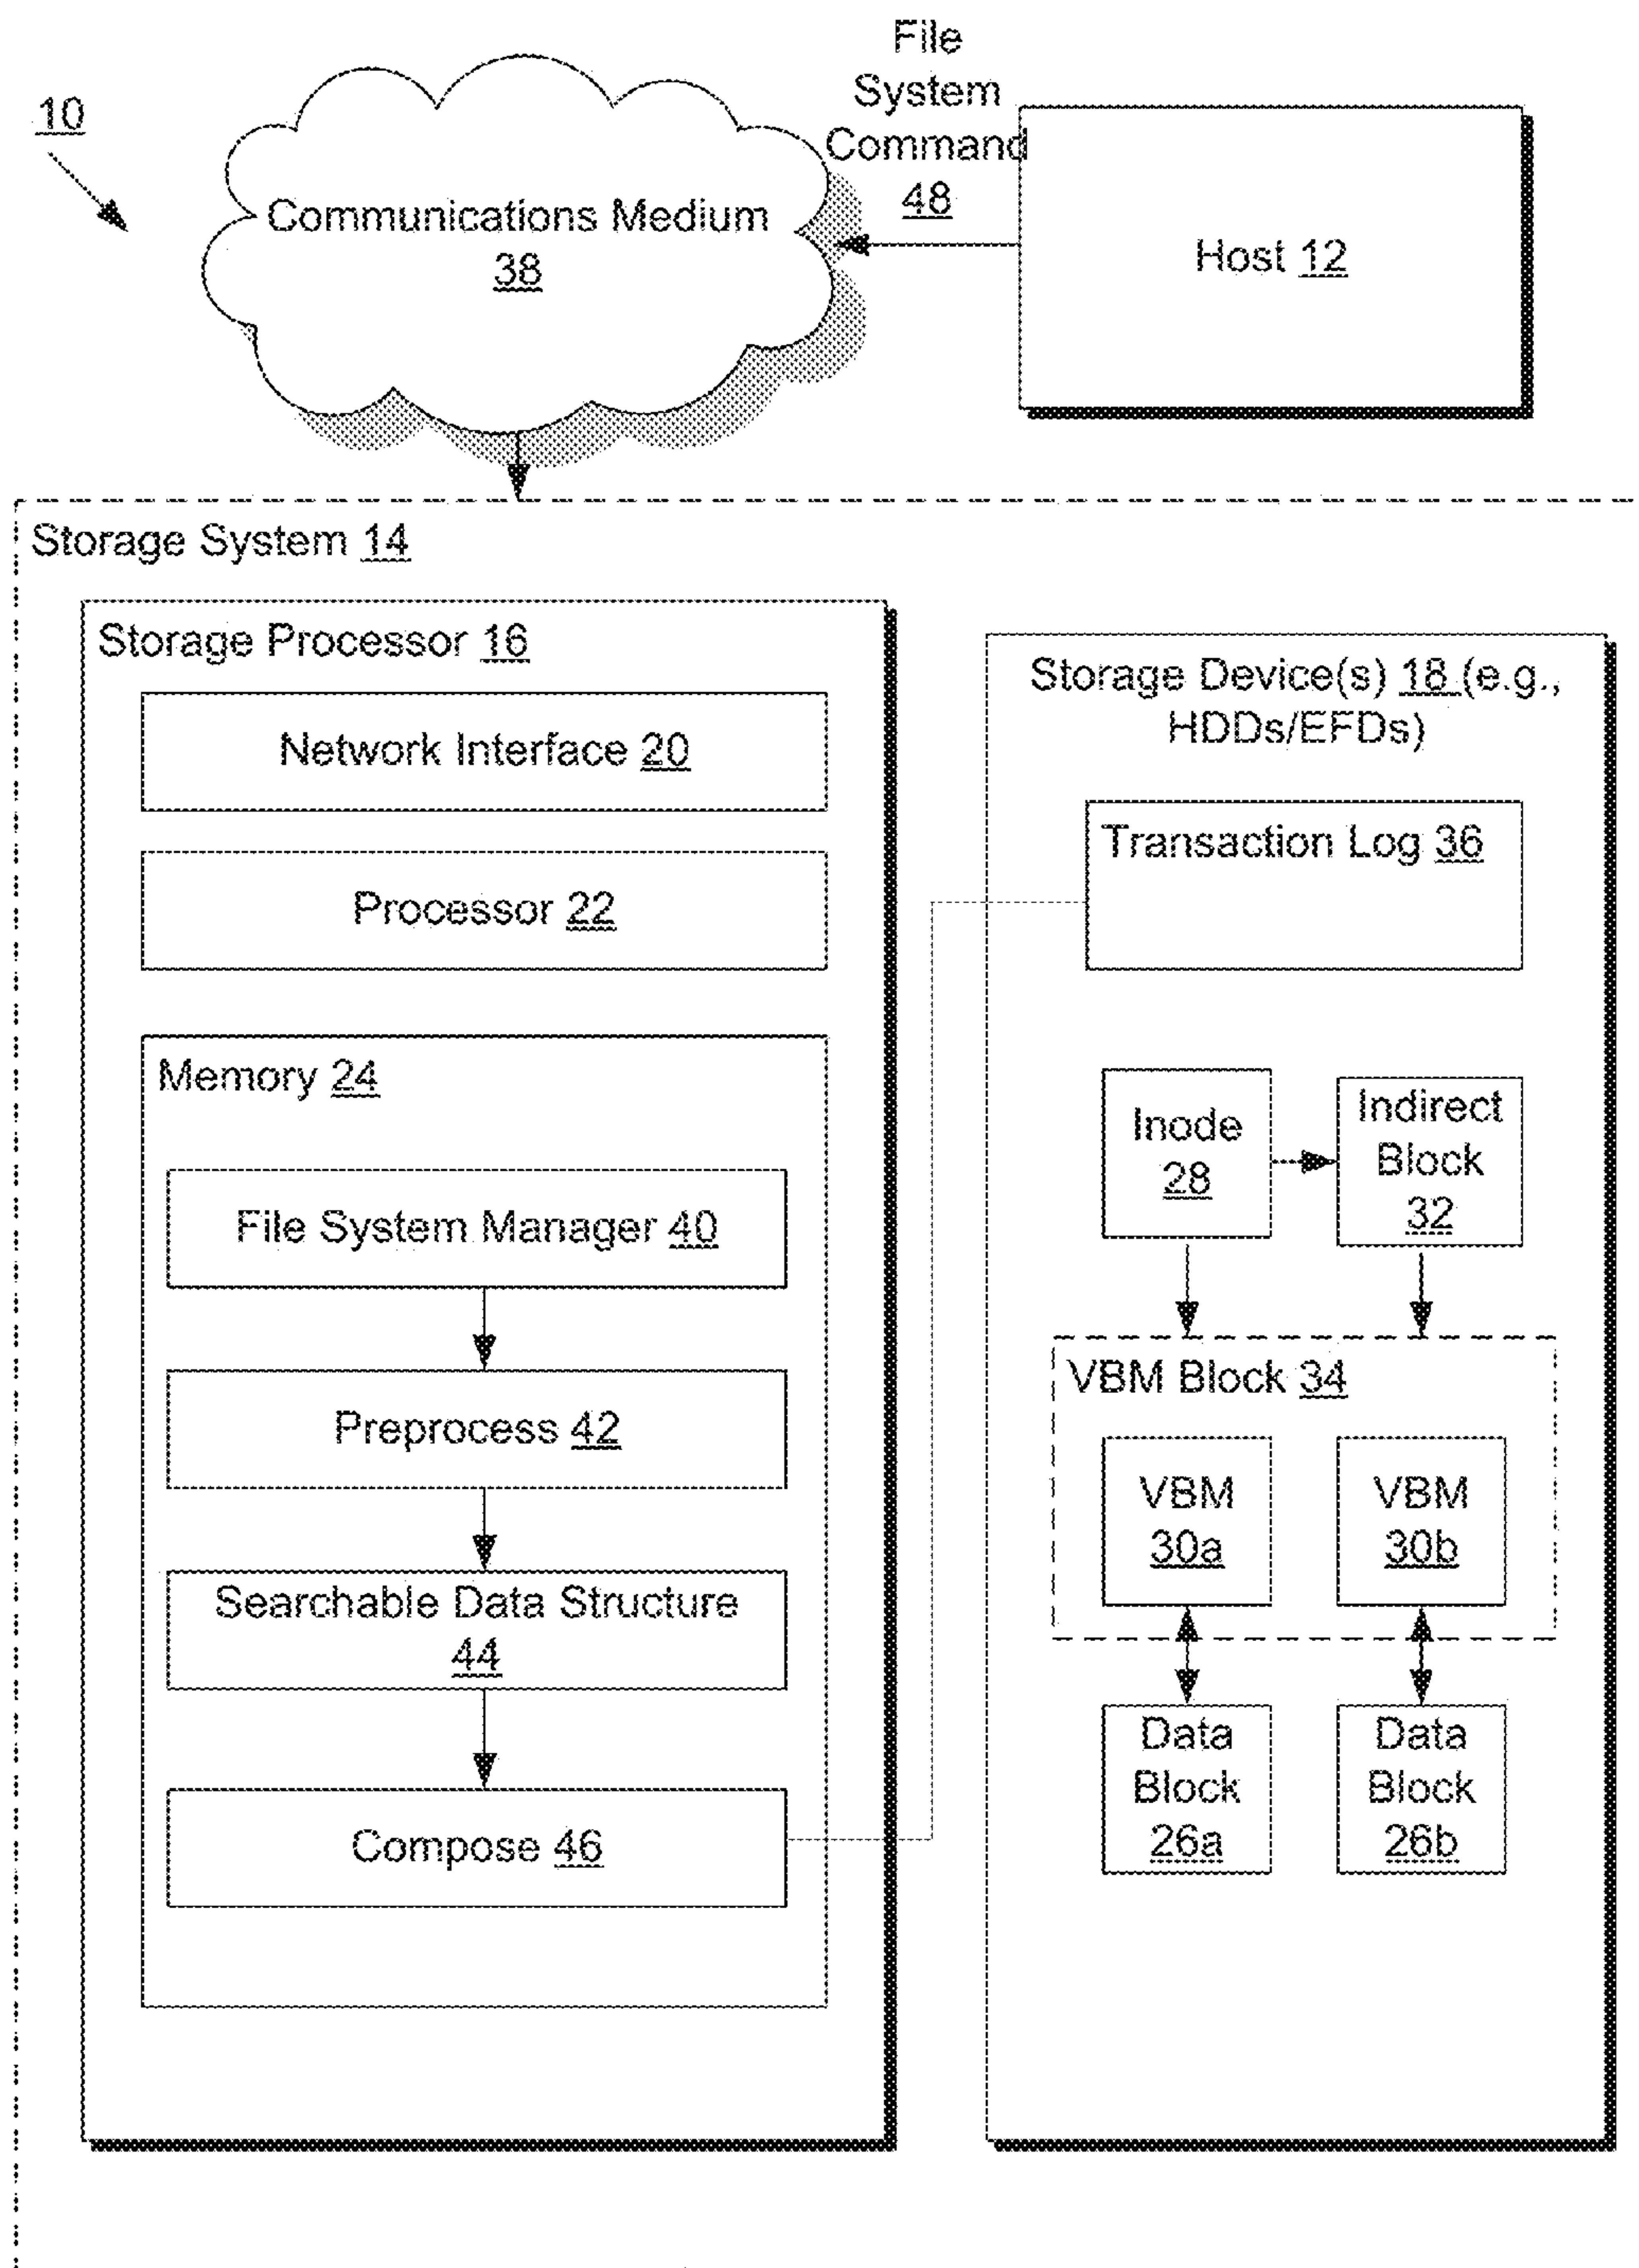 10
File
System
Command
48
Communications Medium
38
Host 12
Storage System 14
Storage Processor 16
Network Interface 20
Processor 22
Memory 24
File System Manager 40
Preprocess 42
Searchable Data Structure
44
Compose 46
Storage Device(s) 18 (e.g.,
HDDs/EFDs)
Transaction Log 36
Inode
28
Indirect
Block
32
VBM Block 34
VBM
30a
VBM
30b
Data
Block
26a
Data
Block
26b